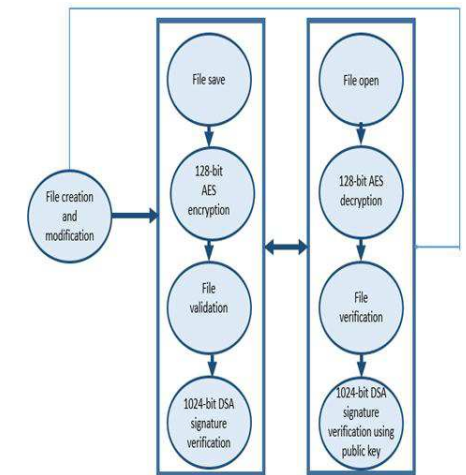 File creation
and
modification
File save
128-bit
AES
encryption
File
validation
1024-bit DSA
signature
verification
File open
128-bit AES
decryption
File
verification
1024-bit DSA
signature
verification using
public key